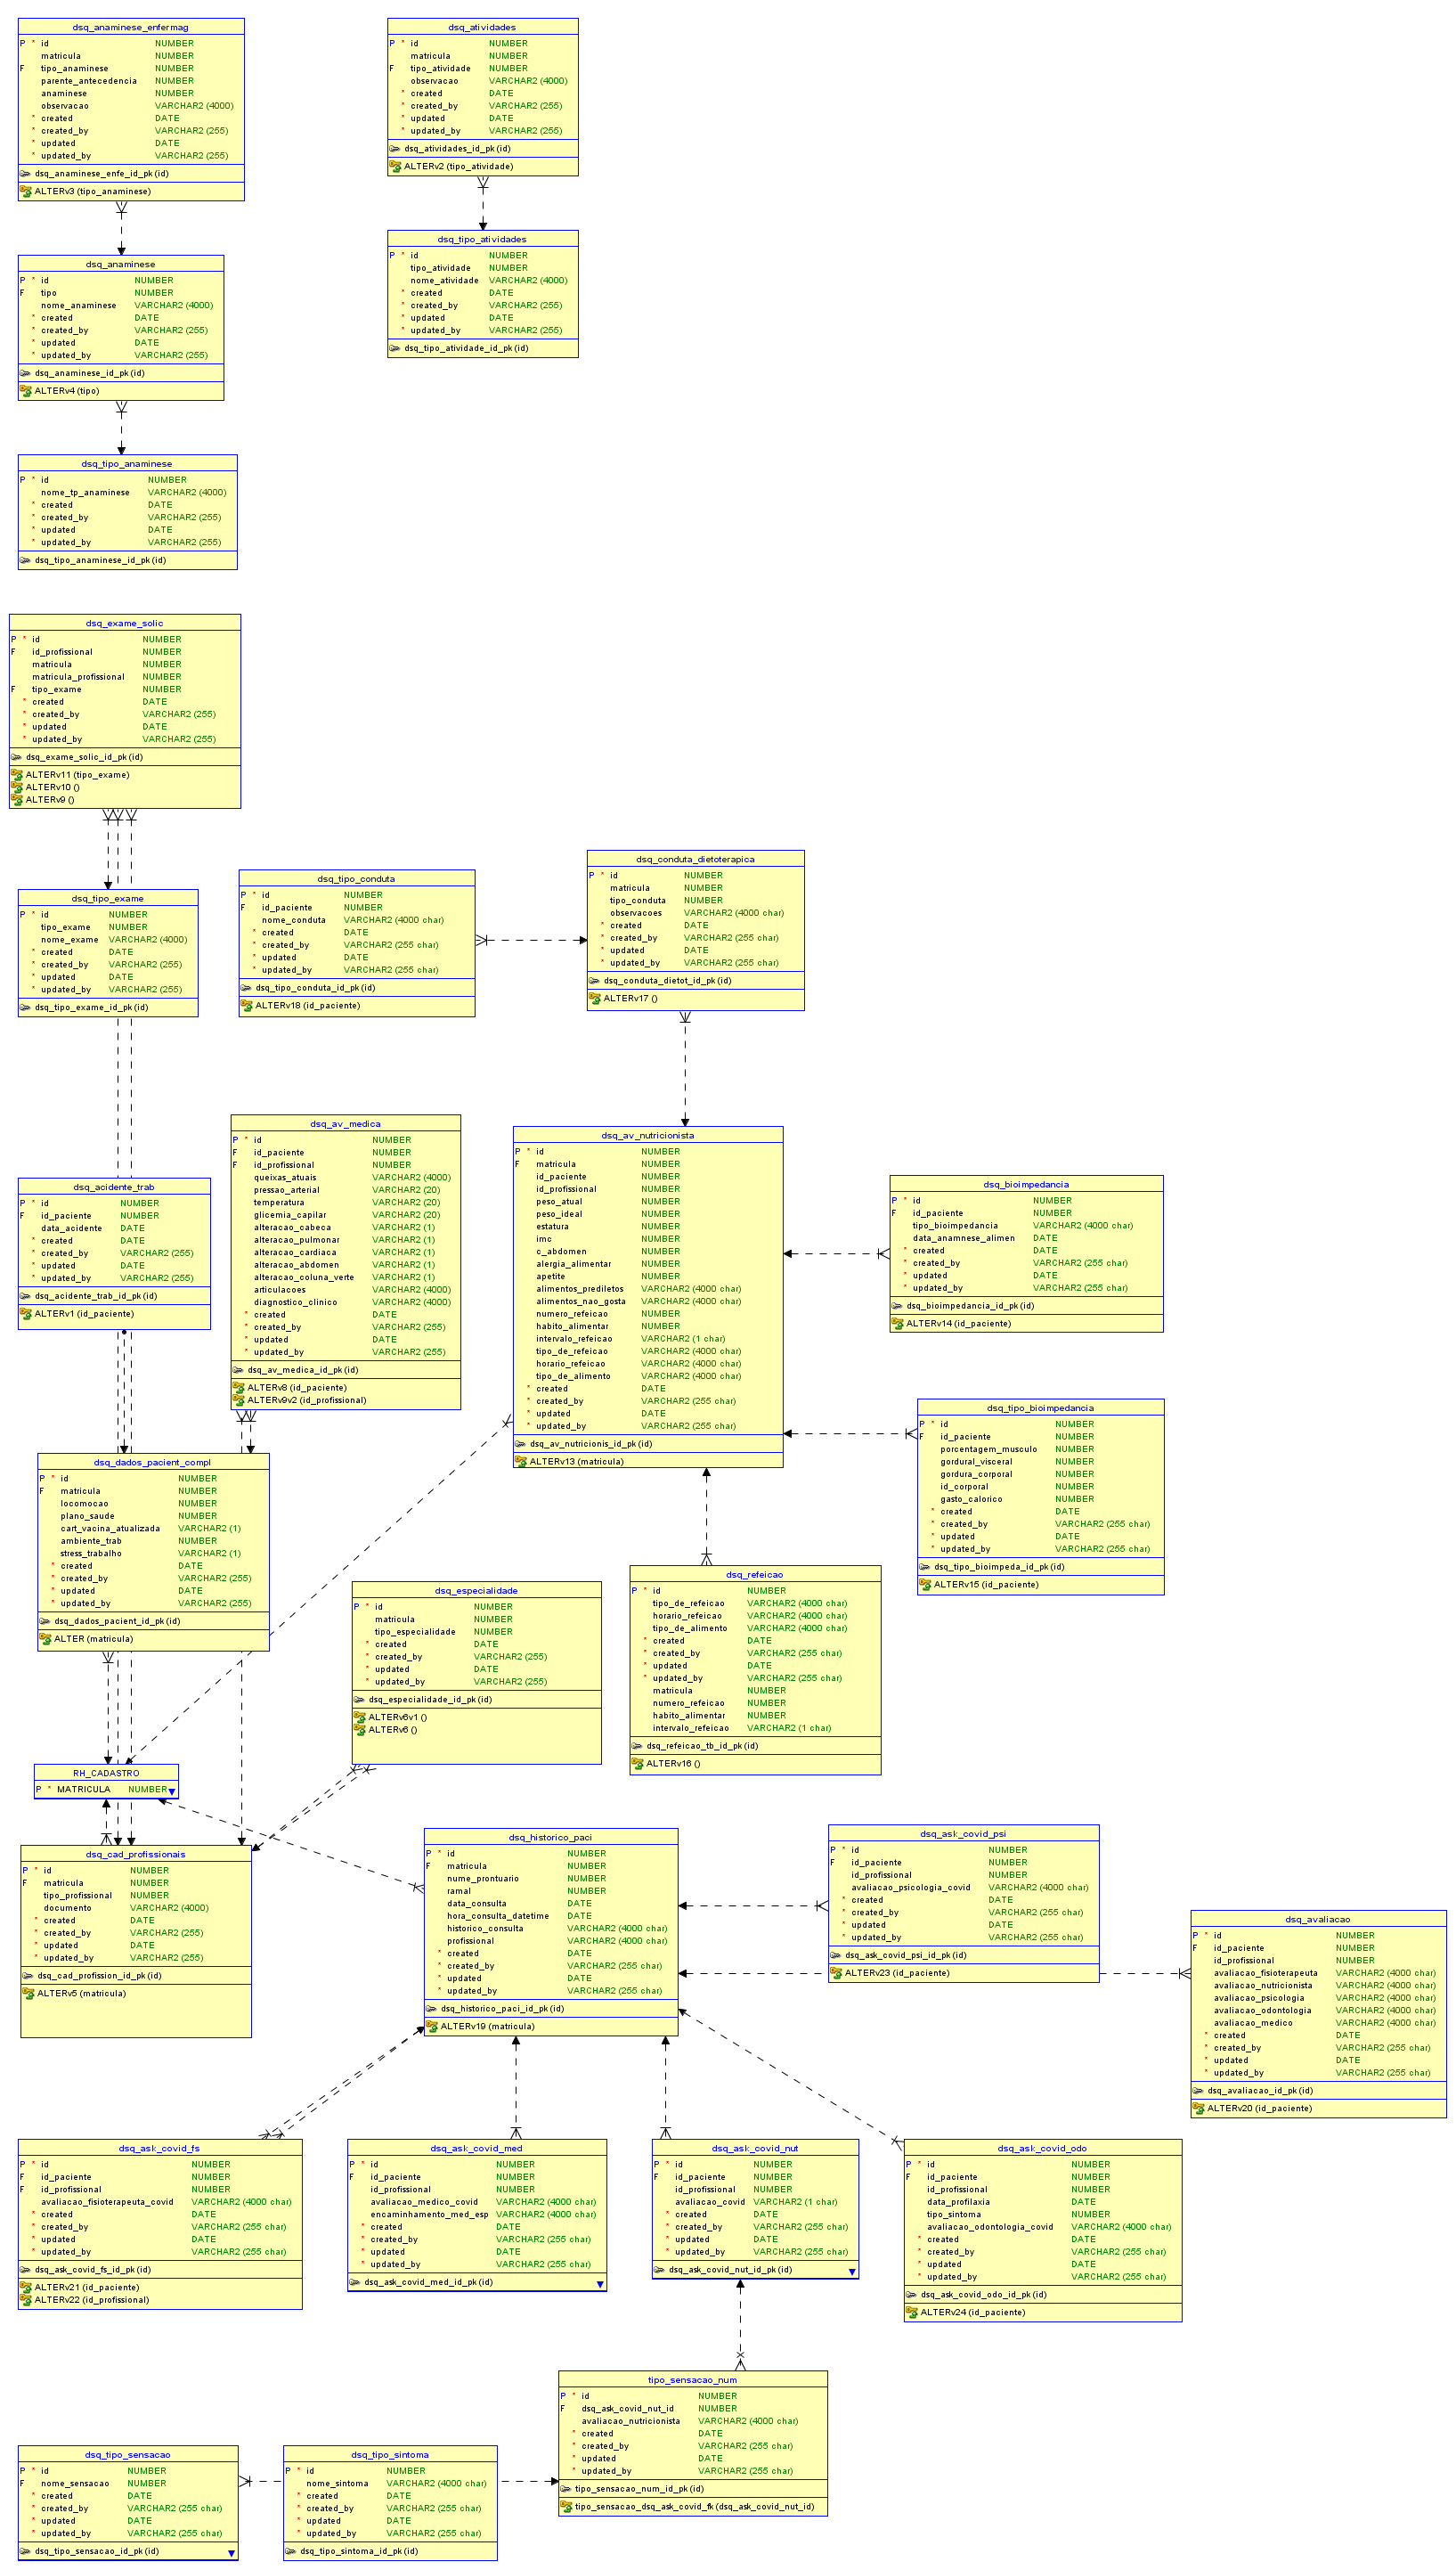 dsq_anaminese_enfermag
P * id NUMBER
matricula NUMBER
F tipo_anaminese NUMBER
parente_antecedencia NUMBER
anaminese NUMBER
observacao VARCHAR2 (4000)
* created DATE
* created_by VARCHAR2 (255)
* updated DATE
* updated_by VARCHAR2 (255)
dsq_anaminese_enfe_id_pk (id)
ALTERv3 (tipo_anaminese)
dsq_atividades
P * id NUMBER
matricula NUMBER
F tipo_atividade NUMBER
observacao VARCHAR2 (4000)
* created DATE
* created_by VARCHAR2 (255)
* updated DATE
* updated_by VARCHAR2 (255)
dsq_atividades_id_pk (id)
ALTERv2 (tipo_atividade)
dsq_tipo_atividades
P * id NUMBER
tipo_atividade NUMBER
nome_atividade VARCHAR2 (4000)
* created DATE
* created_by VARCHAR2 (255)
* updated DATE
* updated_by VARCHAR2 (255)
dsq_tipo_atividade_id_pk (id)
dsq_anaminese
P * id NUMBER
F tipo NUMBER
nome_anaminese VARCHAR2 (4000)
* created DATE
* created_by VARCHAR2 (255)
* updated DATE
* updated_by VARCHAR2 (255)
dsq_anaminese_id_pk (id)
ALTERv4 (tipo)
dsq_tipo_anaminese
P * id NUMBER
nome_tp_anaminese VARCHAR2 (4000)
* created DATE
* created_by VARCHAR2 (255)
* updated DATE
* updated_by VARCHAR2 (255)
dsq_tipo_anaminese_id_pk (id)
dsq_exame_solic
P * id NUMBER
F id_profissional NUMBER
matricula NUMBER
matricula_profissional NUMBER
F tipo_exame NUMBER
* created DATE
* created_by VARCHAR2 (255)
* updated DATE
* updated_by VARCHAR2 (255)
dsq_exame_solic_id_pk (id)
ALTERv11 (tipo_exame)
ALTERv10 ()
ALTERv9 ()
dsq_tipo_exame
P * id NUMBER
tipo_exame NUMBER
nome_exame VARCHAR2 (4000)
* created DATE
* created_by VARCHAR2 (255)
* updated DATE
* updated_by VARCHAR2 (255)
dsq_tipo_exame_id_pk (id)
dsq_tipo_conduta
P * id NUMBER
F id_paciente NUMBER
nome_conduta VARCHAR2 (4000 char)
* created DATE
* created_by VARCHAR2 (255 char)
* updated DATE
* updated_by VARCHAR2 (255 char)
dsq_tipo_conduta_id_pk (id)
ALTERv18 (id_paciente)
dsq_conduta_dietoterapica
P * id NUMBER
matricula NUMBER
tipo_conduta NUMBER
observacoes VARCHAR2 (4000 char)
* created DATE
* created_by VARCHAR2 (255 char)
* updated DATE
* updated_by VARCHAR2 (255 char)
dsq_conduta_dietot_id_pk (id)
ALTERv17 ()
dsq_acidente_trab
P * id NUMBER
F id_paciente NUMBER
data_acidente DATE
* created DATE
* created_by VARCHAR2 (255)
* updated DATE
* updated_by VARCHAR2 (255)
dsq_acidente_trab_id_pk (id)
ALTERv1 (id_paciente)
dsq_av_medica
P * id NUMBER
F id_paciente NUMBER
F id_profissional NUMBER
queixas_atuais VARCHAR2 (4000)
pressao_arterial VARCHAR2 (20)
temperatura VARCHAR2 (20)
glicemia_capilar VARCHAR2 (20)
alteracao_cabeca VARCHAR2 (1)
alteracao_pulmonar VARCHAR2 (1)
alteracao_cardiaca VARCHAR2 (1)
alteracao_abdomen VARCHAR2 (1)
alteracao_coluna_verte VARCHAR2 (1)
articulacoes VARCHAR2 (4000)
diagnostico_clinico VARCHAR2 (4000)
* created DATE
* created_by VARCHAR2 (255)
* updated DATE
* updated_by VARCHAR2 (255)
dsq_av_medica_id_pk (id)
ALTERv8 (id_paciente)
ALTERv9v2 (id_profissional)
dsq_av_nutricionista
P * id NUMBER
F matricula NUMBER
id_paciente NUMBER
id_profissional NUMBER
peso_atual NUMBER
peso_ideal NUMBER
estatura NUMBER
imc NUMBER
c_abdomen NUMBER
alergia_alimentar NUMBER
apetite NUMBER
alimentos_prediletos VARCHAR2 (4000 char)
alimentos_nao_gosta VARCHAR2 (4000 char)
numero_refeicao NUMBER
habito_alimentar NUMBER
intervalo_refeicao VARCHAR2 (1 char)
tipo_de_refeicao VARCHAR2 (4000 char)
horario_refeicao VARCHAR2 (4000 char)
tipo_de_alimento VARCHAR2 (4000 char)
* created DATE
* created_by VARCHAR2 (255 char)
* updated DATE
* updated_by VARCHAR2 (255 char)
dsq_av_nutricionis_id_pk (id)
ALTERv13 (matricula)
dsq_bioimpedancia
P * id NUMBER
F id_paciente NUMBER
tipo_bioimpedancia VARCHAR2 (4000 char)
data_anamnese_alimen DATE
* created DATE
* created_by VARCHAR2 (255 char)
* updated DATE
* updated_by VARCHAR2 (255 char)
dsq_bioimpedancia_id_pk (id)
ALTERv14 (id_paciente)
dsq_tipo_bioimpedancia
P * id NUMBER
F id_paciente NUMBER
porcentagem_musculo NUMBER
gordural_visceral NUMBER
gordura_corporal NUMBER
id_corporal NUMBER
gasto_calorico NUMBER
* created DATE
* created_by VARCHAR2 (255 char)
* updated DATE
* updated_by VARCHAR2 (255 char)
dsq_tipo_bioimpeda_id_pk (id)
ALTERv15 (id_paciente)
dsq_dados_pacient_compl
P * id NUMBER
F matricula NUMBER
locomocao NUMBER
plano_saude NUMBER
cart_vacina_atualizada VARCHAR2 (1)
ambiente_trab NUMBER
stress_trabalho VARCHAR2 (1)
* created DATE
* created_by VARCHAR2 (255)
* updated DATE
* updated_by VARCHAR2 (255)
dsq_dados_pacient_id_pk (id)
ALTER (matricula)
dsq_especialidade
P * id NUMBER
matricula NUMBER
tipo_especialidade NUMBER
* created DATE
* created_by VARCHAR2 (255)
* updated DATE
* updated_by VARCHAR2 (255)
dsq_especialidade_id_pk (id)
ALTERv6v1 ()
ALTERv6 ()
dsq_refeicao
P * id NUMBER
tipo_de_refeicao VARCHAR2 (4000 char)
horario_refeicao VARCHAR2 (4000 char)
tipo_de_alimento VARCHAR2 (4000 char)
* created DATE
* created_by VARCHAR2 (255 char)
* updated DATE
* updated_by VARCHAR2 (255 char)
matricula NUMBER
numero_refeicao NUMBER
habito_alimentar NUMBER
intervalo_refeicao VARCHAR2 (1 char)
dsq_refeicao_tb_id_pk (id)
ALTERv16 ()
RH_CADASTRO
P * MATRICULA NUMBER
dsq_cad_profissionais
P * id NUMBER
F matricula NUMBER
tipo_profissional NUMBER
documento VARCHAR2 (4000)
* created DATE
* created_by VARCHAR2 (255)
* updated DATE
* updated_by VARCHAR2 (255)
dsq_cad_profission_id_pk (id)
ALTERv5 (matricula)
dsq_historico_paci
P * id NUMBER
F matricula NUMBER
nume_prontuario NUMBER
ramal NUMBER
data_consulta DATE
hora_consulta_datetime DATE
historico_consulta VARCHAR2 (4000 char)
profissional VARCHAR2 (4000 char)
* created DATE
* created_by VARCHAR2 (255 char)
* updated DATE
* updated_by VARCHAR2 (255 char)
dsq_historico_paci_id_pk (id)
ALTERv19 (matricula)
dsq_ask_covid_psi
P * id NUMBER
F id_paciente NUMBER
id_profissional NUMBER
avaliacao_psicologia_covid VARCHAR2 (4000 char)
* created DATE
* created_by VARCHAR2 (255 char)
* updated DATE
* updated_by VARCHAR2 (255 char)
dsq_ask_covid_psi_id_pk (id)
ALTERv23 (id_paciente)
dsq_avaliacao
P * id NUMBER
F id_paciente NUMBER
id_profissional NUMBER
avaliacao_fisioterapeuta VARCHAR2 (4000 char)
avaliacao_nutricionista VARCHAR2 (4000 char)
avaliacao_psicologia VARCHAR2 (4000 char)
avaliacao_odontologia VARCHAR2 (4000 char)
avaliacao_medico VARCHAR2 (4000 char)
* created DATE
* created_by VARCHAR2 (255 char)
* updated DATE
* updated_by VARCHAR2 (255 char)
dsq_avaliacao_id_pk (id)
ALTERv20 (id_paciente)
dsq_ask_covid_fs
P * id NUMBER
F id_paciente NUMBER
F id_profissional NUMBER
avaliacao_fisioterapeuta_covid VARCHAR2 (4000 char)
* created DATE
* created_by VARCHAR2 (255 char)
* updated DATE
* updated_by VARCHAR2 (255 char)
dsq_ask_covid_fs_id_pk (id)
ALTERv21 (id_paciente)
ALTERv22 (id_profissional)
dsq_ask_covid_med
P * id NUMBER
F id_paciente NUMBER
id_profissional NUMBER
avaliacao_medico_covid VARCHAR2 (4000 char)
encaminhamento_med_esp VARCHAR2 (4000 char)
* created DATE
* created_by VARCHAR2 (255 char)
* updated DATE
* updated_by VARCHAR2 (255 char)
dsq_ask_covid_med_id_pk (id)
dsq_ask_covid_nut
P * id NUMBER
F id_paciente NUMBER
id_profissional NUMBER
avaliacao_covid VARCHAR2 (1 char)
* created DATE
* created_by VARCHAR2 (255 char)
* updated DATE
* updated_by VARCHAR2 (255 char)
dsq_ask_covid_nut_id_pk (id)
dsq_ask_covid_odo
P * id NUMBER
F id_paciente NUMBER
id_profissional NUMBER
data_profilaxia DATE
tipo_sintoma NUMBER
avaliacao_odontologia_covid VARCHAR2 (4000 char)
* created DATE
* created_by VARCHAR2 (255 char)
* updated DATE
* updated_by VARCHAR2 (255 char)
dsq_ask_covid_odo_id_pk (id)
ALTERv24 (id_paciente)
tipo_sensacao_num
P * id NUMBER
F dsq_ask_covid_nut_id NUMBER
avaliacao_nutricionista VARCHAR2 (4000 char)
* created DATE
* created_by VARCHAR2 (255 char)
* updated DATE
* updated_by VARCHAR2 (255 char)
tipo_sensacao_num_id_pk (id)
tipo_sensacao_dsq_ask_covid_fk (dsq_ask_covid_nut_id)
dsq_tipo_sensacao
P * id NUMBER
F nome_sensacao NUMBER
* created DATE
* created_by VARCHAR2 (255 char)
* updated DATE
* updated_by VARCHAR2 (255 char)
dsq_tipo_sensacao_id_pk (id)
dsq_tipo_sintoma
P * id NUMBER
nome_sintoma VARCHAR2 (4000 char)
* created DATE
* created_by VARCHAR2 (255 char)
* updated DATE
* updated_by VARCHAR2 (255 char)
dsq_tipo_sintoma_id_pk (id)